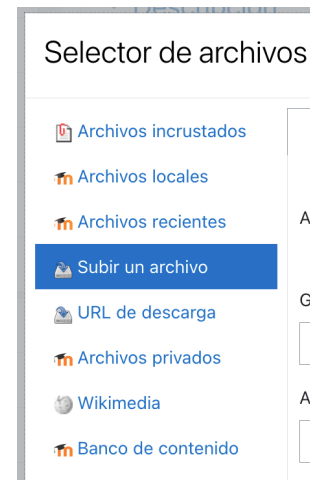 Descripción
Selector de archivos
Archivos incrustados
Archivos locales
Archivos recientes
A
Subir un archivo
G
URL de descarga
Archivos privados
A
Wikimedia
Banco de contenido